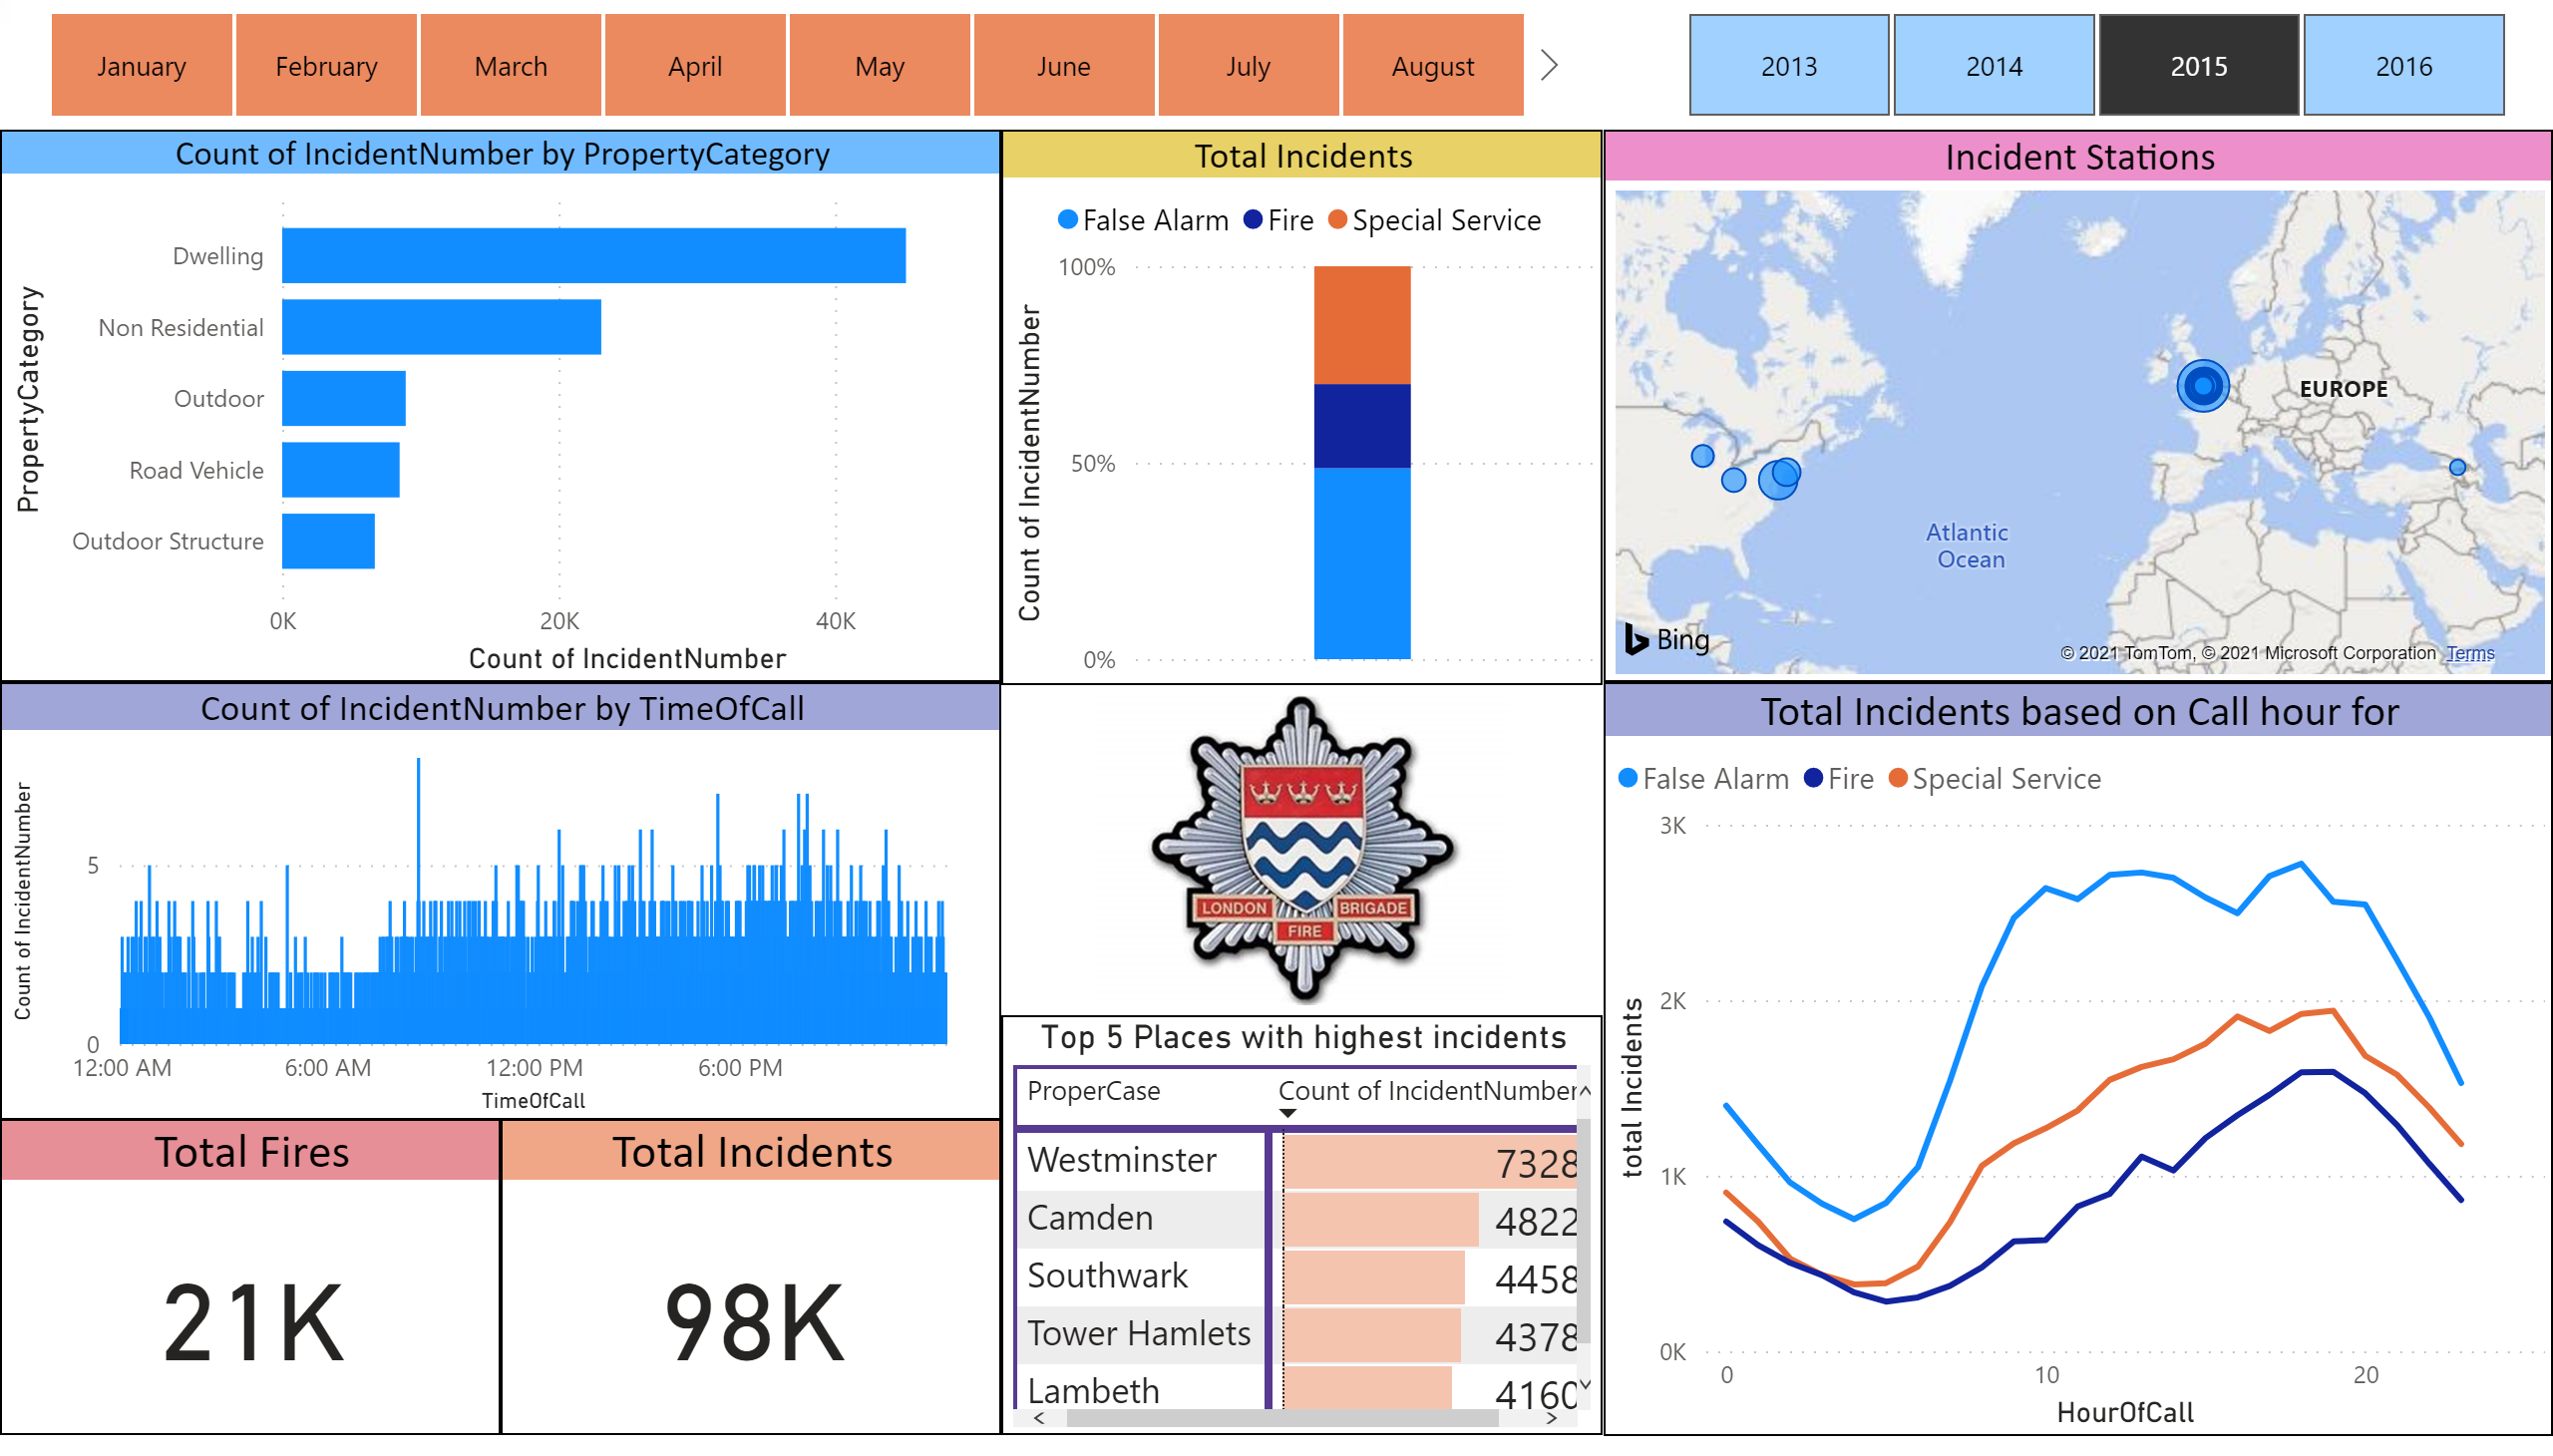 January
February
March
April
May
June
July
August
2013
2014
2015
2016
Count of IncidentNumber by PropertyCategory
PropertyCategory
Dwelling
Non Residential
Outdoor
Road Vehicle
Outdoor Structure
0K
20K
40K
Count of IncidentNumber
Total Incidents
False Alarm
Fire
Special Service
Count of IncidentNumber
100%
50%
0%
Incident Stations
EUROPE
Atlantic
Ocean
Bing
© 2021 TomTom, © 2021 Microsoft Corporation Terms
Count of IncidentNumber by TimeOfCall
Count of IncidentNumber
5
0
12:00 AM
6:00 AM
12:00 PM
6:00 PM
TimeOfCall
LONDON
BRIGADE
FIRE
Total Incidents based on Call hour for
False Alarm
Fire
Special Service
total Incidents
3K
2K
1K
0K
0
10
20
HourOfCall
Total Fires
21K
Total Incidents
98K
Top 5 Places with highest incidents
ProperCase
Count of IncidentNumber
Westminster
7328
Camden
4822
Southwark
4458
Tower Hamlets
4378
Lambeth
4160